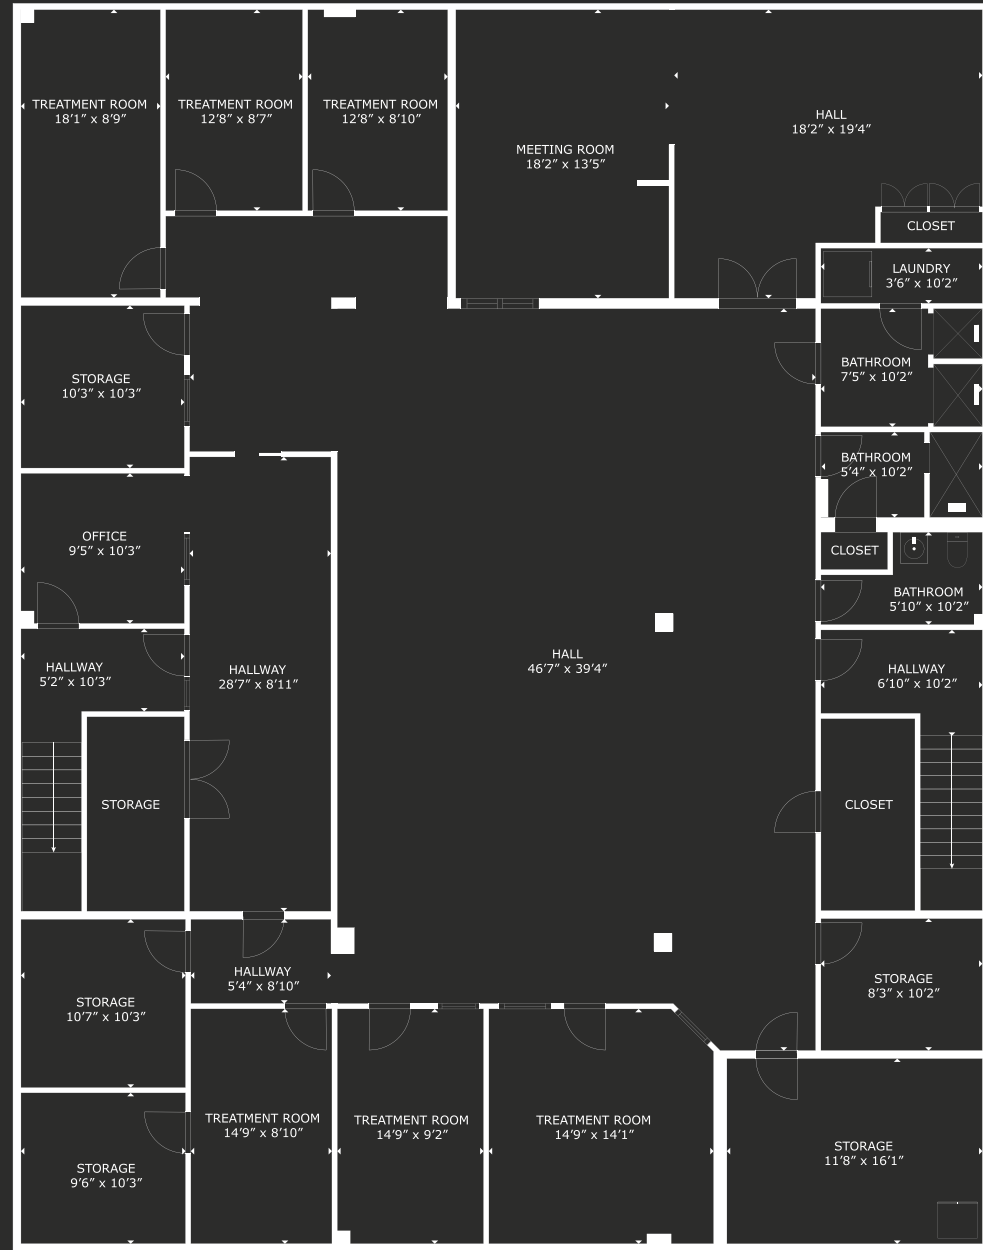 TREATMENT ROOM
18’1” x 8’9”
TREATMENT ROOM
12’8” x 8’7”
TREATMENT ROOM
12’8” x 8’10”
MEETING ROOM
18’2” x 13’5”
HALL
18’2” x 19’4”
CLOSET
LAUNDRY
3’6” x 10’2”
STORAGE
10’3” x 10’3”
BATHROOM
7’5” x 10’2”
BATHROOM
5’4” x 10’2”
OFFICE
9’5” x 10’3”
CLOSET
BATHROOM
5’10” x 10’2”
HALLWAY
5’2” x 10’3”
HALLWAY
28’7” x 8’11”
HALL
46’7” x 39’4”
HALLWAY
6’10” x 10’2”
STORAGE
CLOSET
STORAGE
10’7” x 10’3”
HALLWAY
5’4” x 8’10”
STORAGE
8’3” x 10’2”
STORAGE
9’6” x 10’3”
TREATMENT ROOM
14’9” x 8’10”
TREATMENT ROOM
14’9” x 9’2”
TREATMENT ROOM
14’9” x 14’1”
STORAGE
11’8” x 16’1”